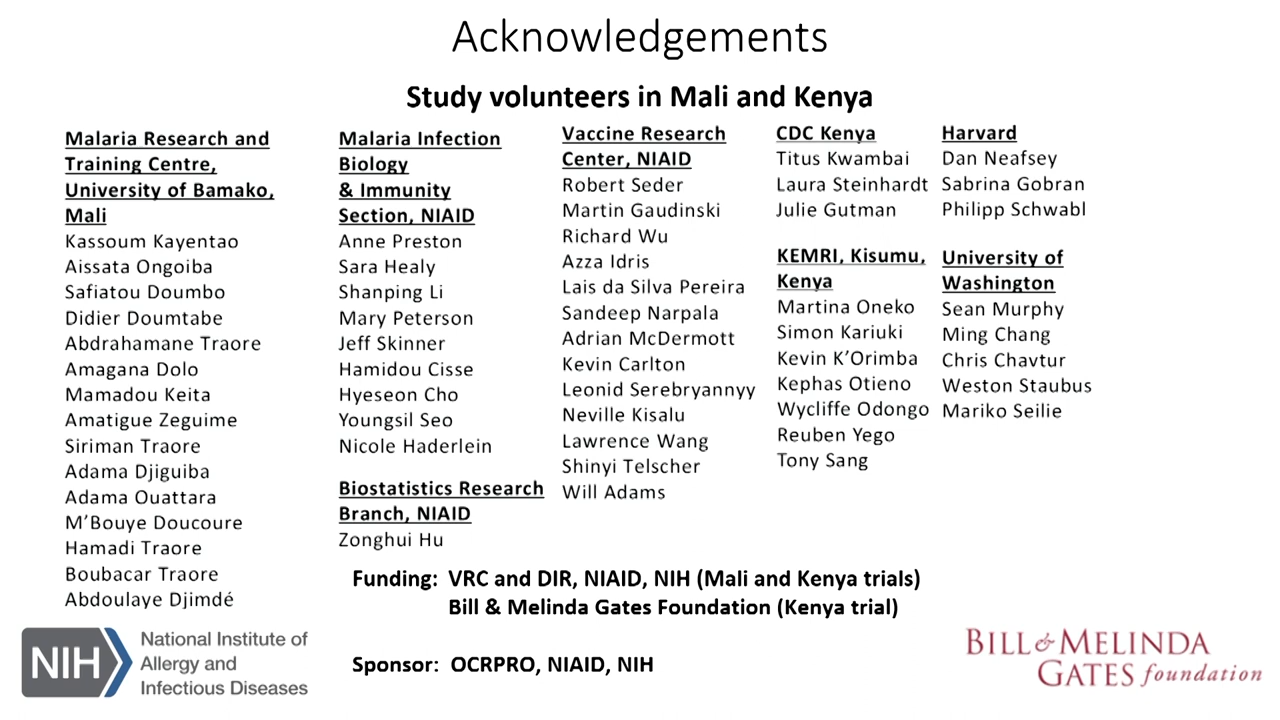 Acknowledgements
Study volunteers in Mali and Kenya
Malaria Research and
Training Centre,
University of Bamako,
Mali
Kassoum Kayentao
Aissata Ongoiba
Safiatou Doumbo
Didier Doumtabe
Abdrahamane Traore
Amagana Dolo
Mamadou Keita
Amatigue Zeguime
Siriman Traore
Adama Djiguiba
Adama Ouattara
M'Bouye Doucoure
Hamadi Traore
Boubacar Traore
Abdoulaye Djimdé
Malaria Infection
Biology
& Immunity
Section, NIAID
Anne Preston
Sara Healy
Shanping Li
Mary Peterson
Jeff Skinner
Hamidou Cisse
Hyeseon Cho
Youngsil Seo
Nicole Haderlein
Biostatistics Research
Branch, NIAID
Zonghui Hu
Vaccine Research
Center, NIAID
Robert Seder
Martin Gaudinski
Richard Wu
Azza Idris
Lais da Silva Pereira
Sandeep Narpala
Adrian McDermott
Kevin Carlton
Leonid Serebryannyy
Neville Kisalu
Lawrence Wang
Shinyi Telscher
Will Adams
CDC Kenya
Titus Kwambai
Laura Steinhardt
Julie Gutman
KEMRI, Kisumu,
Kenya
Martina Oneko
Simon Kariuki
Kevin K'Orimba
Kephas Otieno
Wycliffe Odongo
Reuben Yego
Tony Sang
Harvard
Dan Neafsey
Sabrina Gobran
Philipp Schwabl
University of
Washington
Sean Murphy
Ming Chang
Chris Chavtur
Weston Staubus
Mariko Seilie
Funding: VRC and DIR, NIAID, NIH (Mali and Kenya trials)
Bill & Melinda Gates Foundation (Kenya trial)
Sponsor: OCRPRO, NIAID, NIH
NIH
National Institute of
Allergy and
Infectious Diseases
BILL & MELINDA
GATES foundation